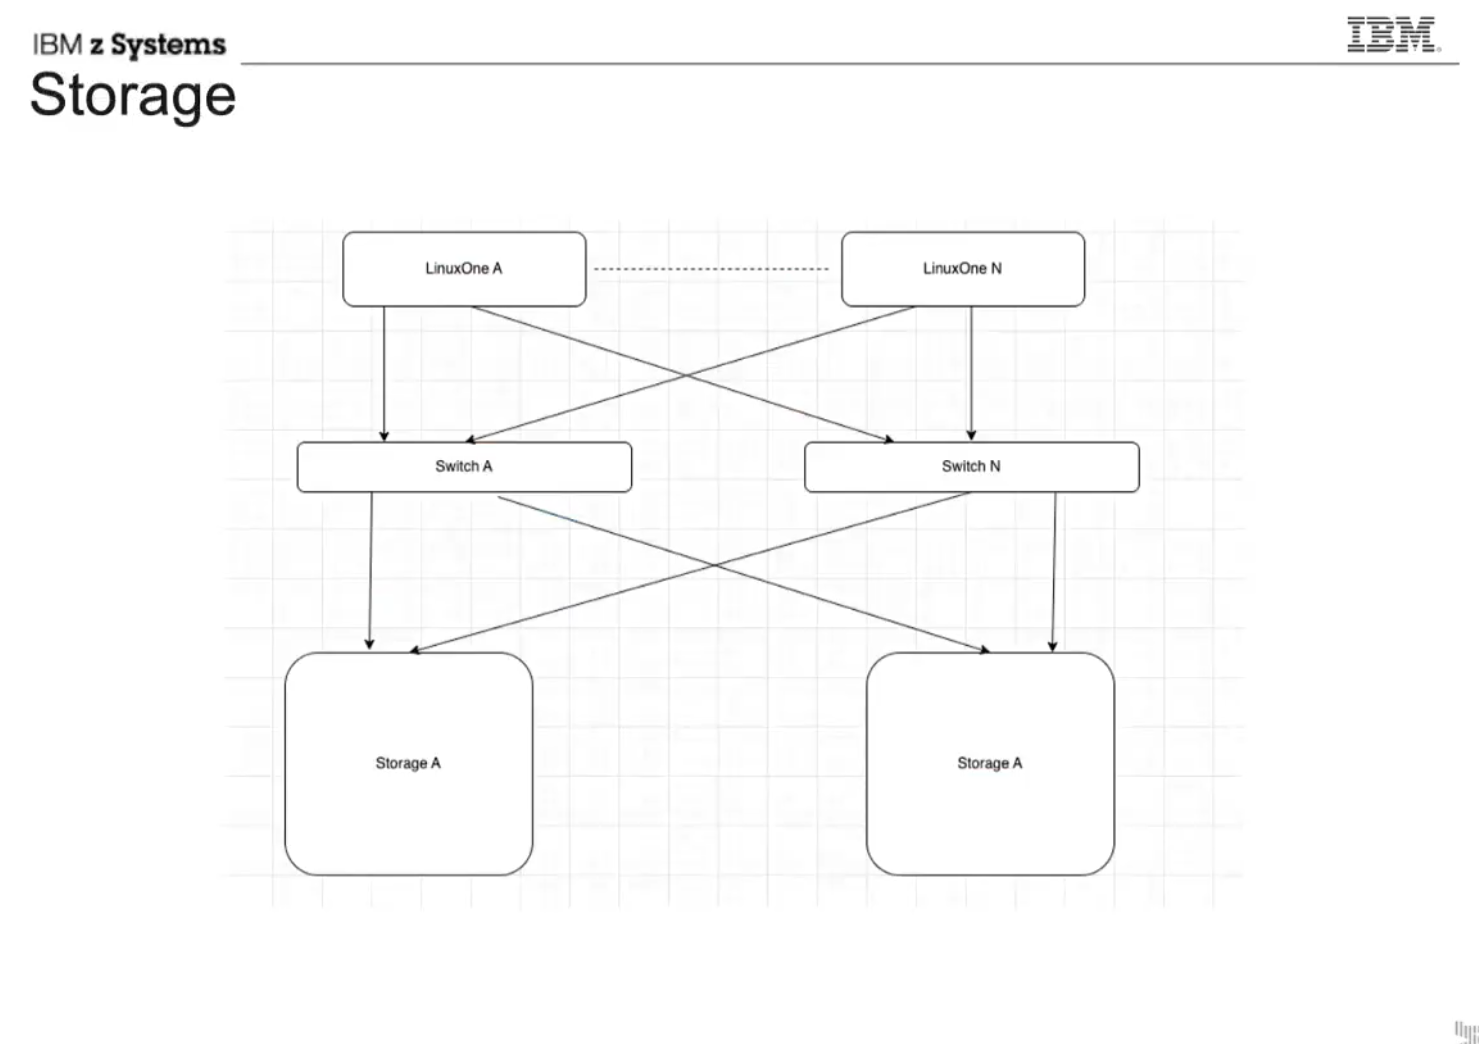 IBM z Systems
IBM.
Storage
LinuxOne A
LinuxOne N
Switch A
Switch N
Storage A
Storage A